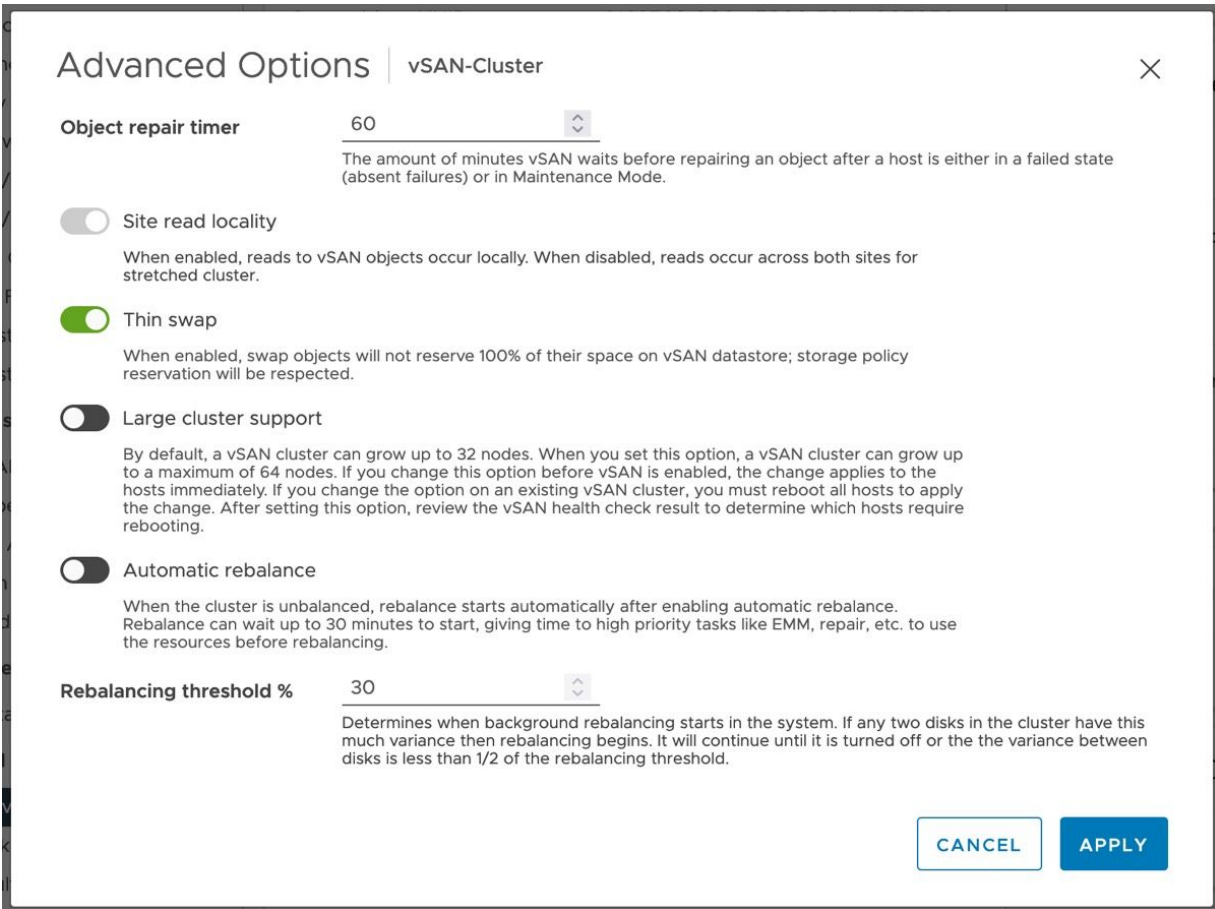 Advanced Options vSAN-Cluster
Object repair timer 60
The amount of minutes vSAN waits before repairing an object after a host is either in a failed state
(absent failures) or in Maintenance Mode.
Site read locality
When enabled, reads to vSAN objects occur locally. When disabled, reads occur across both sites for
stretched cluster.
Thin swap
When enabled, swap objects will not reserve 100% of their space on vSAN datastore; storage policy
reservation will be respected.
Large cluster support
By default, a vSAN cluster can grow up to 32 nodes. When you set this option, a vSAN cluster can grow up
to a maximum of 64 nodes. If you change this option before vSAN is enabled, the change applies to the
hosts immediately. If you change the option on an existing vSAN cluster, you must reboot all hosts to apply
the change. After setting this option, review the vSAN health check result to determine which hosts require
rebooting.
Automatic rebalance
When the cluster is unbalanced, rebalance starts automatically after enabling automatic rebalance.
Rebalance can wait up to 30 minutes to start, giving time to high priority tasks like EMM, repair, etc. to use
the resources before rebalancing.
Rebalancing threshold % 30
Determines when background rebalancing starts in the system. If any two disks in the cluster have this
much variance then rebalancing begins. It will continue until it is turned off or the the variance between
disks is less than 1/2 of the rebalancing threshold.
CANCEL APPLY